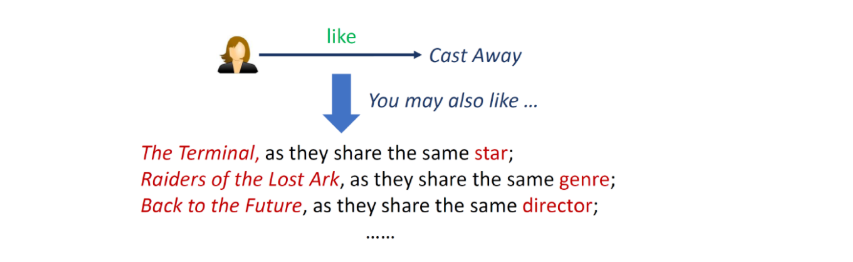 like
Cast Away
You may also like ...
The Terminal, as they share the same star;
Raiders of the Lost Ark, as they share the same genre;
Back to the Future, as they share the same director;
......